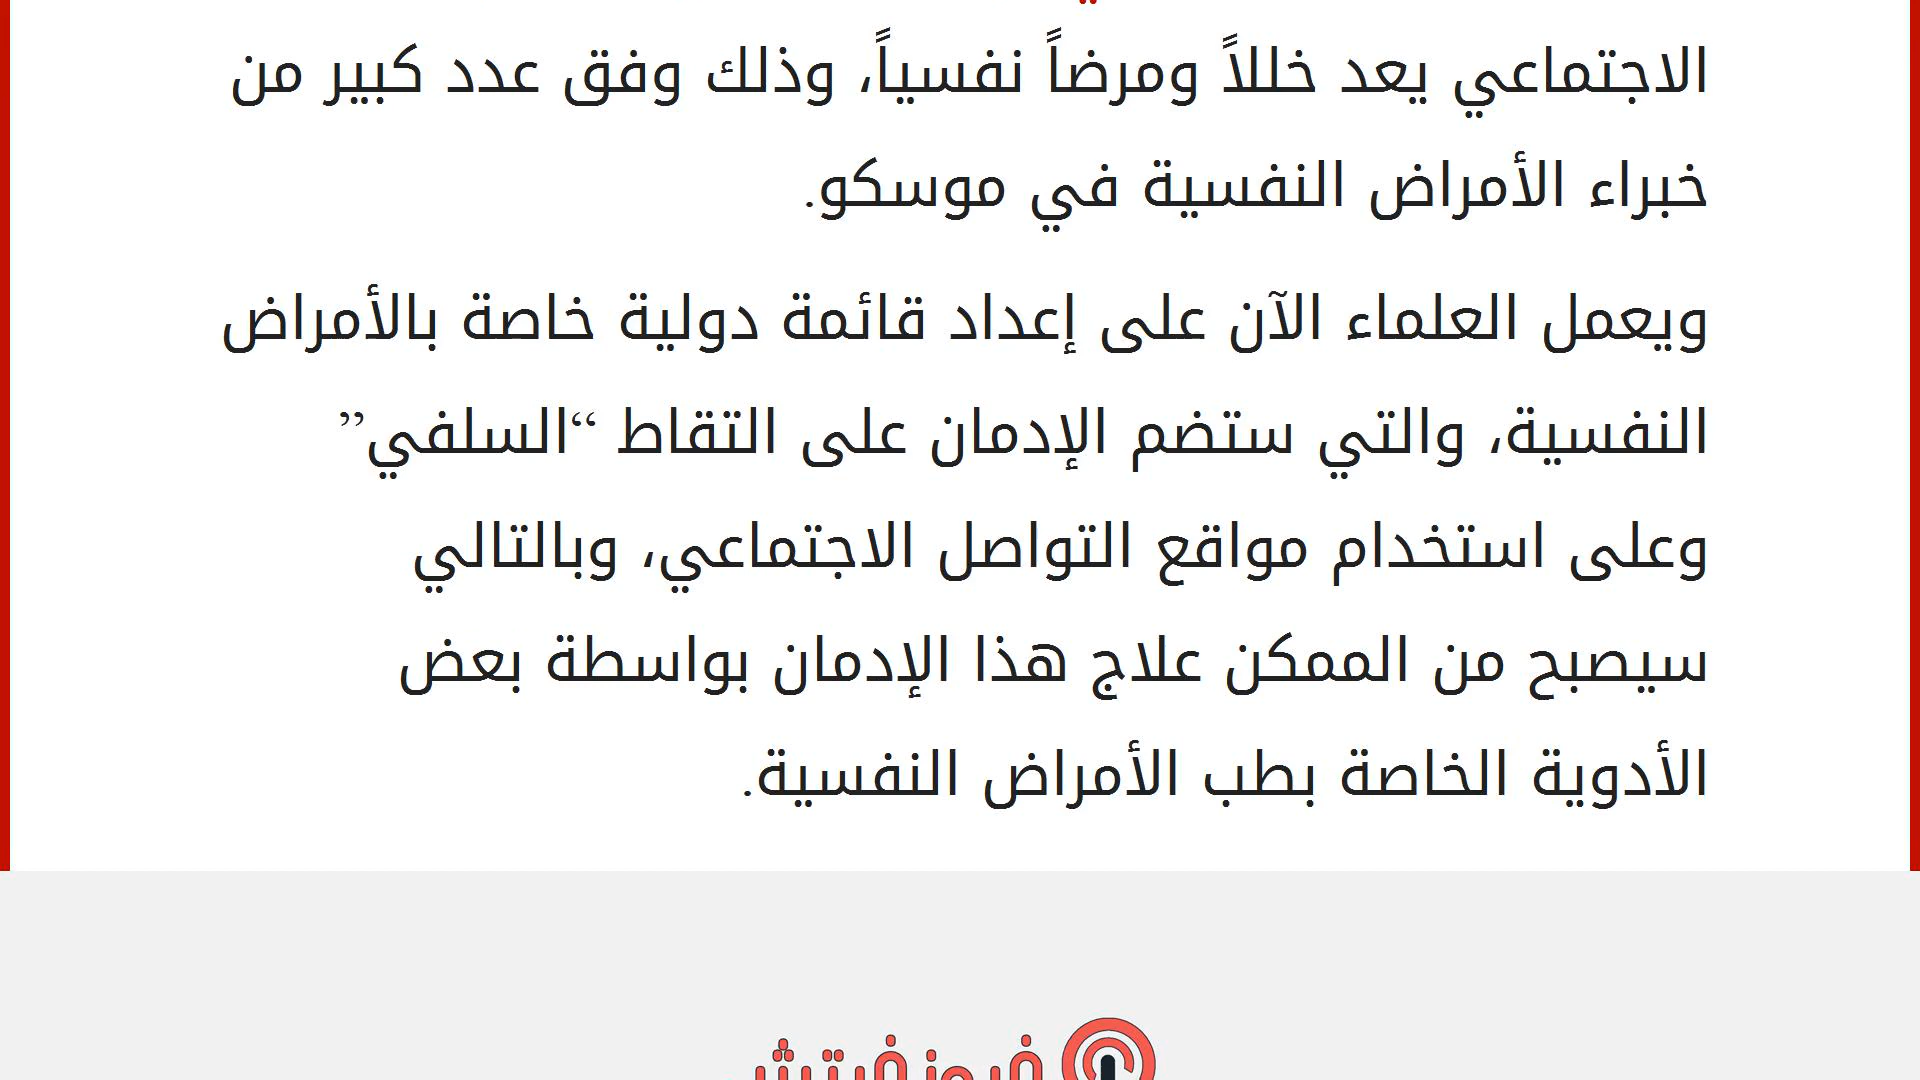 الاجتماعي يعد خللاً ومرضاً نفسياً، وذلك وفق عدد كبير من
خبراء الأمراض النفسية في موسكو.
ويعمل العلماء الآن على إعداد قائمة دولية خاصة بالأمراض
النفسية، والتي ستضم الإدمان على التقاط “السلفي”
وعلى استخدام مواقع التواصل الاجتماعي، وبالتالي
سيصبح من الممكن علاج هذا الإدمان بواسطة بعض
الأدوية الخاصة بطب الأمراض النفسية.